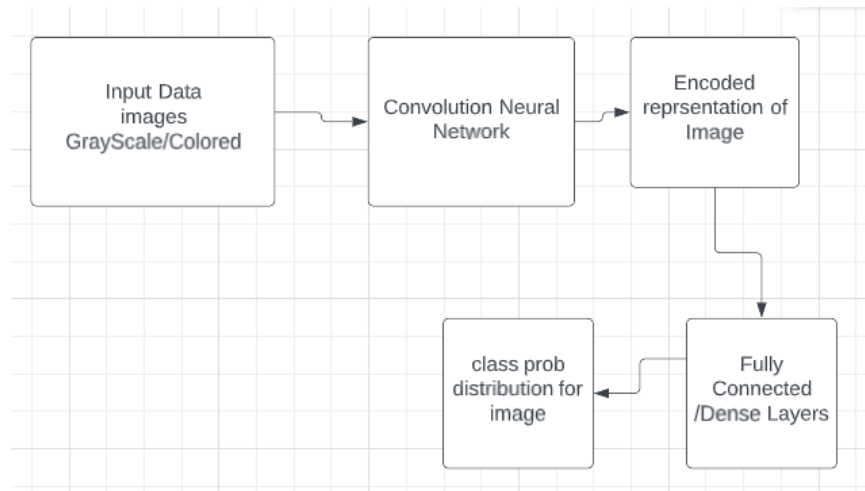 Input Data
images
GrayScale/Colored
Convolution Neural
Network
Encoded
reprsentation of
Image
Fully
Connected
/Dense Layers
class prob
distribution for
image